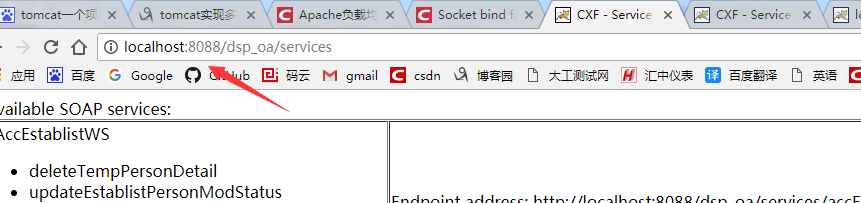 tomcat一个项
tomcat实现多
Apache负载均
Socket bind fa
CXF - Service
CXF - Service
localhost:8088/dsp_oa/services
应用
百度
Google
GitHub
码云
gmail
csdn
博客园
大工测试网
汇中仪表
百度翻译
英语
vailable SOAP services:
AccEstablistWS
• deleteTempPersonDetail
• updateEstablistPersonModStatus
Endpoint address: http://localhost:8088/dsp_oa/services/accE